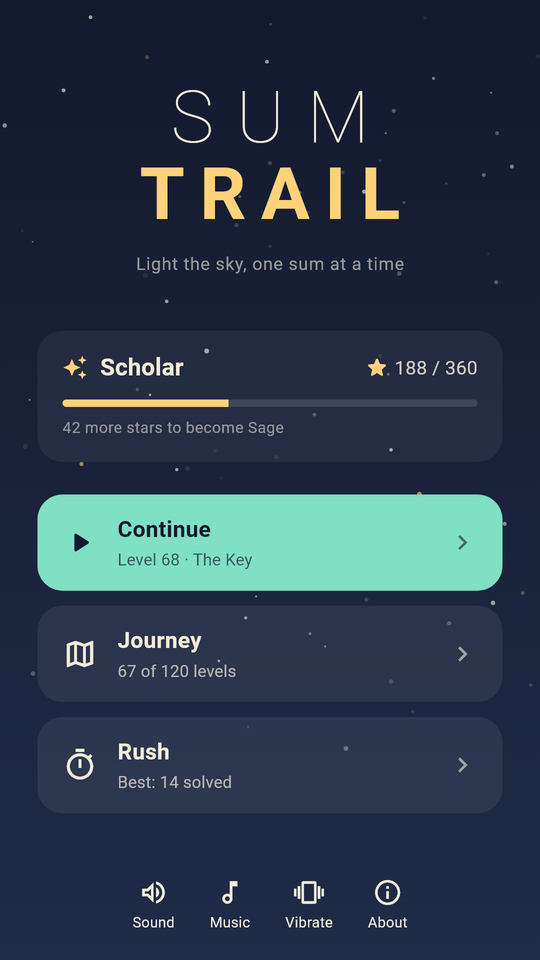 SUM
TRAIL
Light the sky, one sum at a time
Scholar
188 / 360
42 more stars to become Sage
Continue
Level 68 · The Key
Journey
67 of 120 levels
Rush
Best: 14 solved
Sound Music Vibrate About